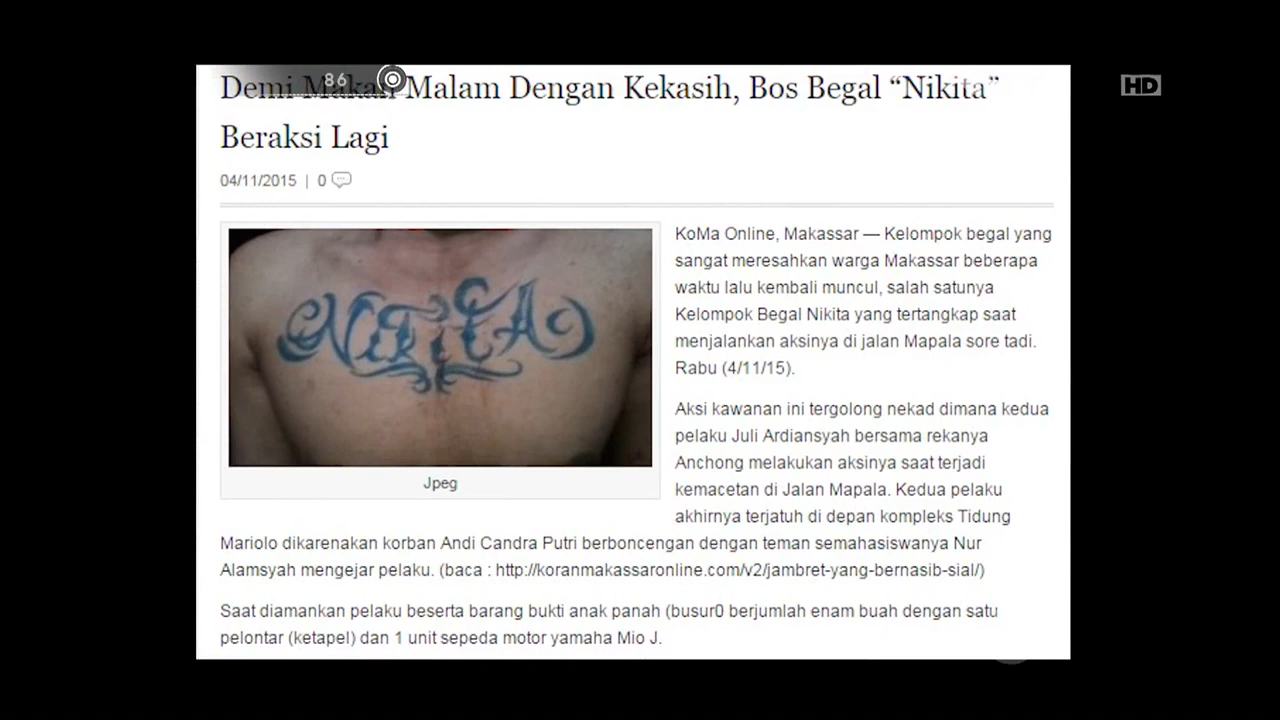 86
HD
Demi Makan Malam Dengan Kekasih, Bos Begal “Nikita”
Beraksi Lagi
04/11/2015 | 0
NIKITA
Jpeg
KoMa Online, Makassar — Kelompok begal yang
sangat meresahkan warga Makassar beberapa
waktu lalu kembali muncul, salah satunya
Kelompok Begal Nikita yang tertangkap saat
menjalankan aksinya di jalan Mapala sore tadi.
Rabu (4/11/15).
Aksi kawanan ini tergolong nekad dimana kedua
pelaku Juli Ardiansyah bersama rekanya
Anchong melakukan aksinya saat terjadi
kemacetan di Jalan Mapala. Kedua pelaku
akhirnya terjatuh di depan kompleks Tidung
Mariolo dikarenakan korban Andi Candra Putri berboncengan dengan teman semahasiswanya Nur
Alamsyah mengejar pelaku. (baca : http://koranmakassaronline.com/v2/jambret-yang-bernasib-sial/)
Saat diamankan pelaku beserta barang bukti anak panah (busur0 berjumlah enam buah dengan satu
pelontar (ketapel) dan 1 unit sepeda motor yamaha Mio J.